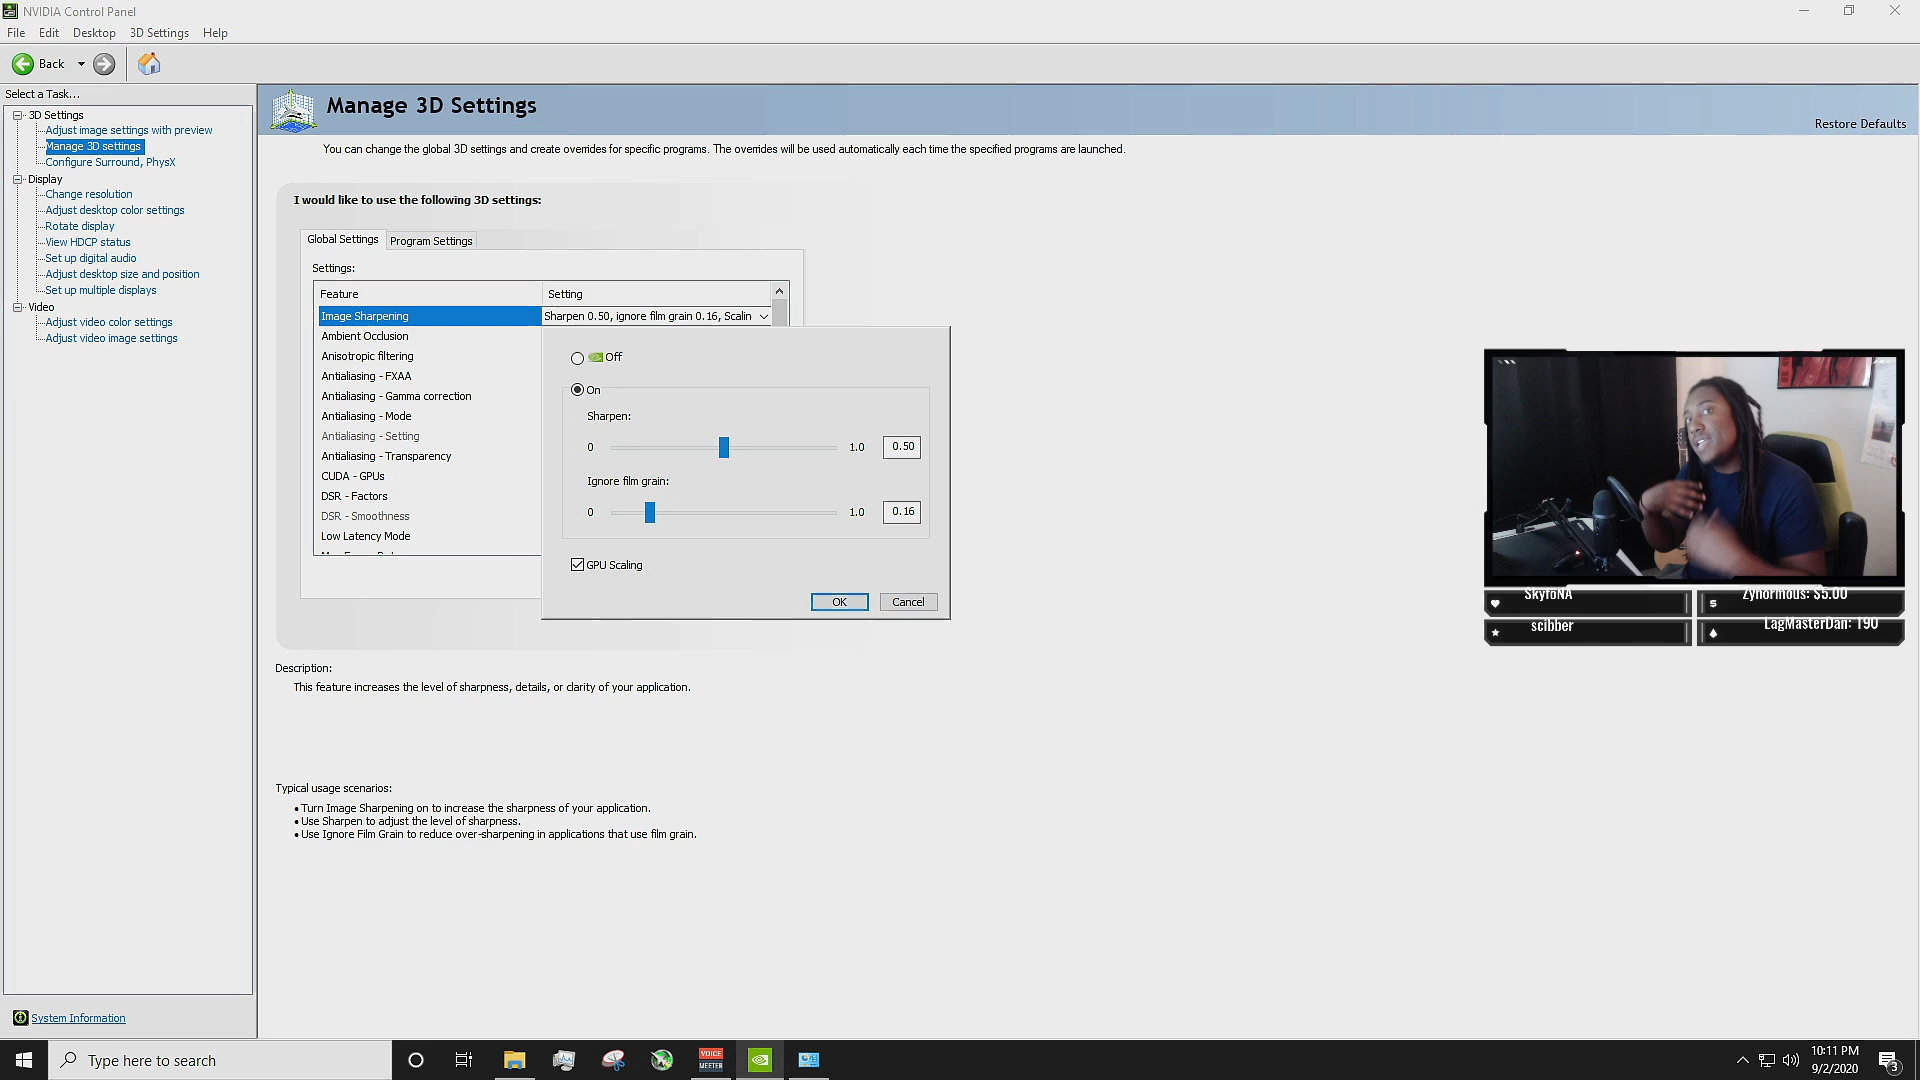 NVIDIA Control Panel
File Edit Desktop 3D Settings Help
Back
Select a Task...
3D Settings
Adjust image settings with preview
Manage 3D settings
Configure Surround, PhysX
Display
Change resolution
Adjust desktop color settings
Rotate display
View HDCP status
Set up digital audio
Adjust desktop size and position
Set up multiple displays
Video
Adjust video color settings
Adjust video image settings
System Information
Manage 3D Settings
Restore Defaults
You can change the global 3D settings and create overrides for specific programs. The overrides will be used automatically each time the specified programs are launched.
I would like to use the following 3D settings:
Global Settings Program Settings
Settings:
Feature Setting
Image Sharpening Sharpen 0.50, ignore film grain 0.16, Scalin
Ambient Occlusion
Anisotropic filtering
Antialiasing - FXAA
Antialiasing - Gamma correction
Antialiasing - Mode
Antialiasing - Setting
Antialiasing - Transparency
CUDA - GPUs
DSR - Factors
DSR - Smoothness
Low Latency Mode
Off
On
Sharpen:
0 1.0 0.50
Ignore film grain:
0 1.0 0.16
GPU Scaling
OK Cancel
Description:
This feature increases the level of sharpness, details, or clarity of your application.
Typical usage scenarios:
• Turn Image Sharpening on to increase the sharpness of your application.
• Use Sharpen to adjust the level of sharpness.
• Use Ignore Film Grain to reduce over-sharpening in applications that use film grain.
SkyfoNA Zynormous: $5.00
scibber LagMasterDan: 190
Type here to search
VOICE
MEETER
10:11 PM
9/2/2020
3